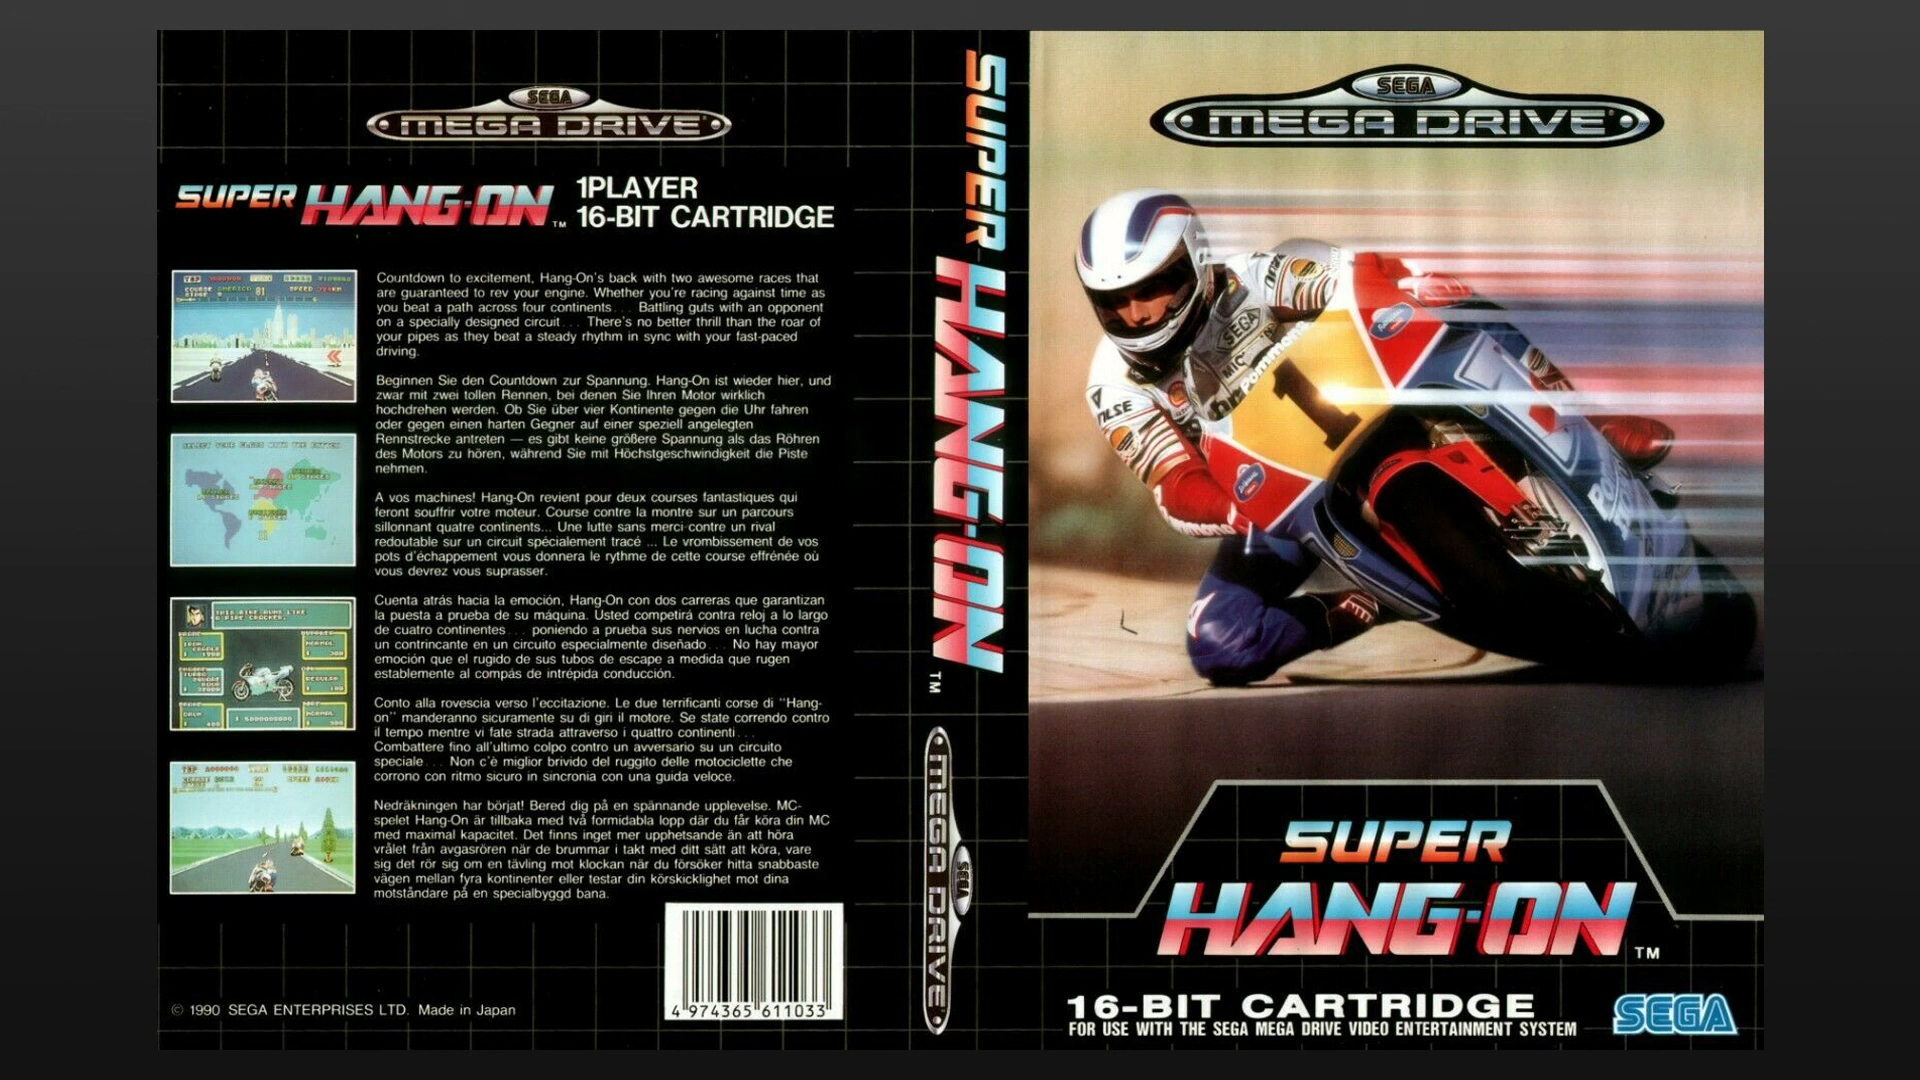 SEGA
MEGA DRIVE
SUPER HANG-ON ™
1PLAYER
16-BIT CARTRIDGE
Countdown to excitement, Hang-On's back with two awesome races that
are guaranteed to rev your engine. Whether you're racing against time as
you beat a path across four continents... Battling guts with an opponent
on a specially designed circuit... There's no better thrill than the roar of
your pipes as they beat a steady rhythm in sync with your fast-paced
driving.
Beginnen Sie den Countdown zur Spannung. Hang-On ist wieder hier, und
zwar mit zwei tollen Rennen, bei denen Sie Ihren Motor wirklich
hochdrehen werden. Ob Sie über vier Kontinente gegen die Uhr fahren
oder gegen einen harten Gegner auf einer speziell angelegten
Rennstrecke antreten — es gibt keine größere Spannung als das Röhren
des Motors zu hören, während Sie mit Höchstgeschwindigkeit die Piste
nehmen.
A vos machines! Hang-On revient pour deux courses fantastiques qui
feront souffrir votre moteur. Course contre la montre sur un parcours
sillonnant quatre continents... Une lutte sans merci contre un rival
redoutable sur un circuit spécialement tracé ... Le vrombissement de vos
pots d'échappement vous donnera le rythme de cette course effrénée où
vous devrez vous suprasser.
Cuenta atrás hacia la emoción, Hang-On con dos carreras que garantizan
la puesta a prueba de su máquina. Usted competirá contra reloj a lo largo
de cuatro continentes... poniendo a prueba sus nervios en lucha contra
un contrincante en un circuito especialmente diseñado... No hay mayor
emoción que el rugido de sus tubos de escape a medida que rugen
establemente al compás de intrépida conducción.
Conto alla rovescia verso l'eccitazione. Le due terrificanti corse di "Hang-
on" manderanno sicuramente su di giri il motore. Se state correndo contro
il tempo mentre vi fate strada attraverso i quattro continenti...
Combattere fino all'ultimo colpo contro un avversario su un circuito
speciale... Non c'è miglior brivido del ruggito delle motociclette che
corrono con ritmo sicuro in sincronia con una guida veloce.
Nedräkningen har börjat! Bered dig på en spännande upplevelse. MC-
spelet Hang-On är tillbaka med två formidabla lopp där du får köra din MC
med maximal kapacitet. Det finns inget mer upphetsande än att höra
vrålet från avgasrören när de brummar i takt med ditt sätt att köra, vare
sig det rör sig om en tävling mot klockan när du försöker hitta snabbaste
vägen mellan fyra kontinenter eller testar din körskicklighet mot dina
motståndare på en specialbyggd bana.
4 974365 611033
© 1990 SEGA ENTERPRISES LTD. Made in Japan
SUPER HANG-ON ™
SEGA
MEGA DRIVE
SEGA
MEGA DRIVE
SEGA
1
SUPER
HANG-ON ™
16-BIT CARTRIDGE
FOR USE WITH THE SEGA MEGA DRIVE VIDEO ENTERTAINMENT SYSTEM
SEGA